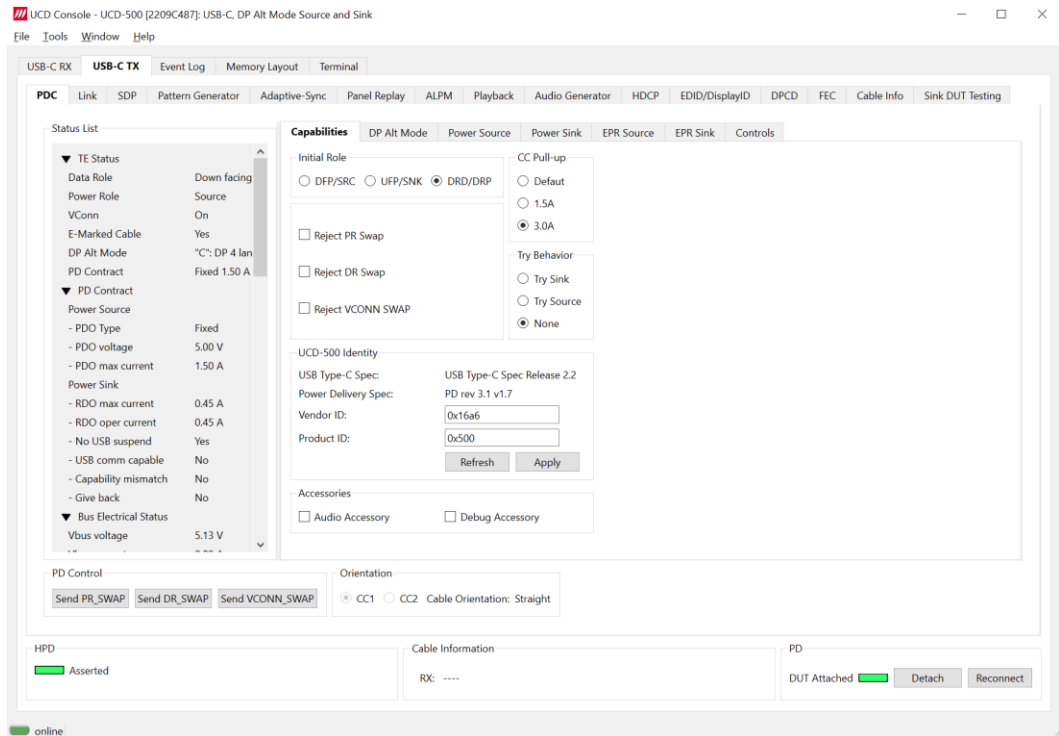 UCD Console - UCD-500 [2209C487]: USB-C, DP Alt Mode Source and Sink
File Tools Window Help
USB-C RX USB-C TX Event Log Memory Layout Terminal
PDC Link SDP Pattern Generator Adaptive-Sync Panel Replay ALPM Playback Audio Generator HDCP EDID/DisplayID DPCD FEC Cable Info Sink DUT Testing
Status List
TE Status
Data Role Down facing
Power Role Source
VConn On
E-Marked Cable Yes
DP Alt Mode "C": DP 4 lan
PD Contract Fixed 1.50 A
PD Contract
Power Source
- PDO Type Fixed
- PDO voltage 5.00 V
- PDO max current 1.50 A
Power Sink
- RDO max current 0.45 A
- RDO oper current 0.45 A
- No USB suspend Yes
- USB comm capable No
- Capability mismatch No
- Give back No
Bus Electrical Status
Vbus voltage 5.13 V
Capabilities DP Alt Mode Power Source Power Sink EPR Source EPR Sink Controls
Initial Role
DFP/SRC UFP/SNK DRD/DRP
Reject PR Swap
Reject DR Swap
Reject VCONN SWAP
CC Pull-up
Defaut
1.5A
3.0A
Try Behavior
Try Sink
Try Source
None
UCD-500 Identity
USB Type-C Spec: USB Type-C Spec Release 2.2
Power Delivery Spec: PD rev 3.1 v1.7
Vendor ID: 0x16a6
Product ID: 0x500
Refresh Apply
Accessories
Audio Accessory Debug Accessory
PD Control
Send PR_SWAP Send DR_SWAP Send VCONN_SWAP
Orientation
CC1 CC2 Cable Orientation: Straight
HPD
Asserted
Cable Information
RX: ----
PD
DUT Attached Detach Reconnect
online